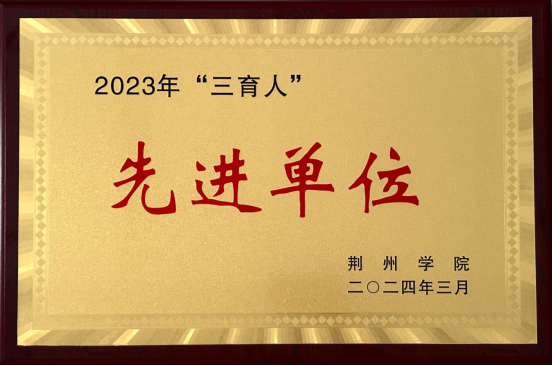 2023年“三育人”
先进单位
荆州学院
二〇二四年三月